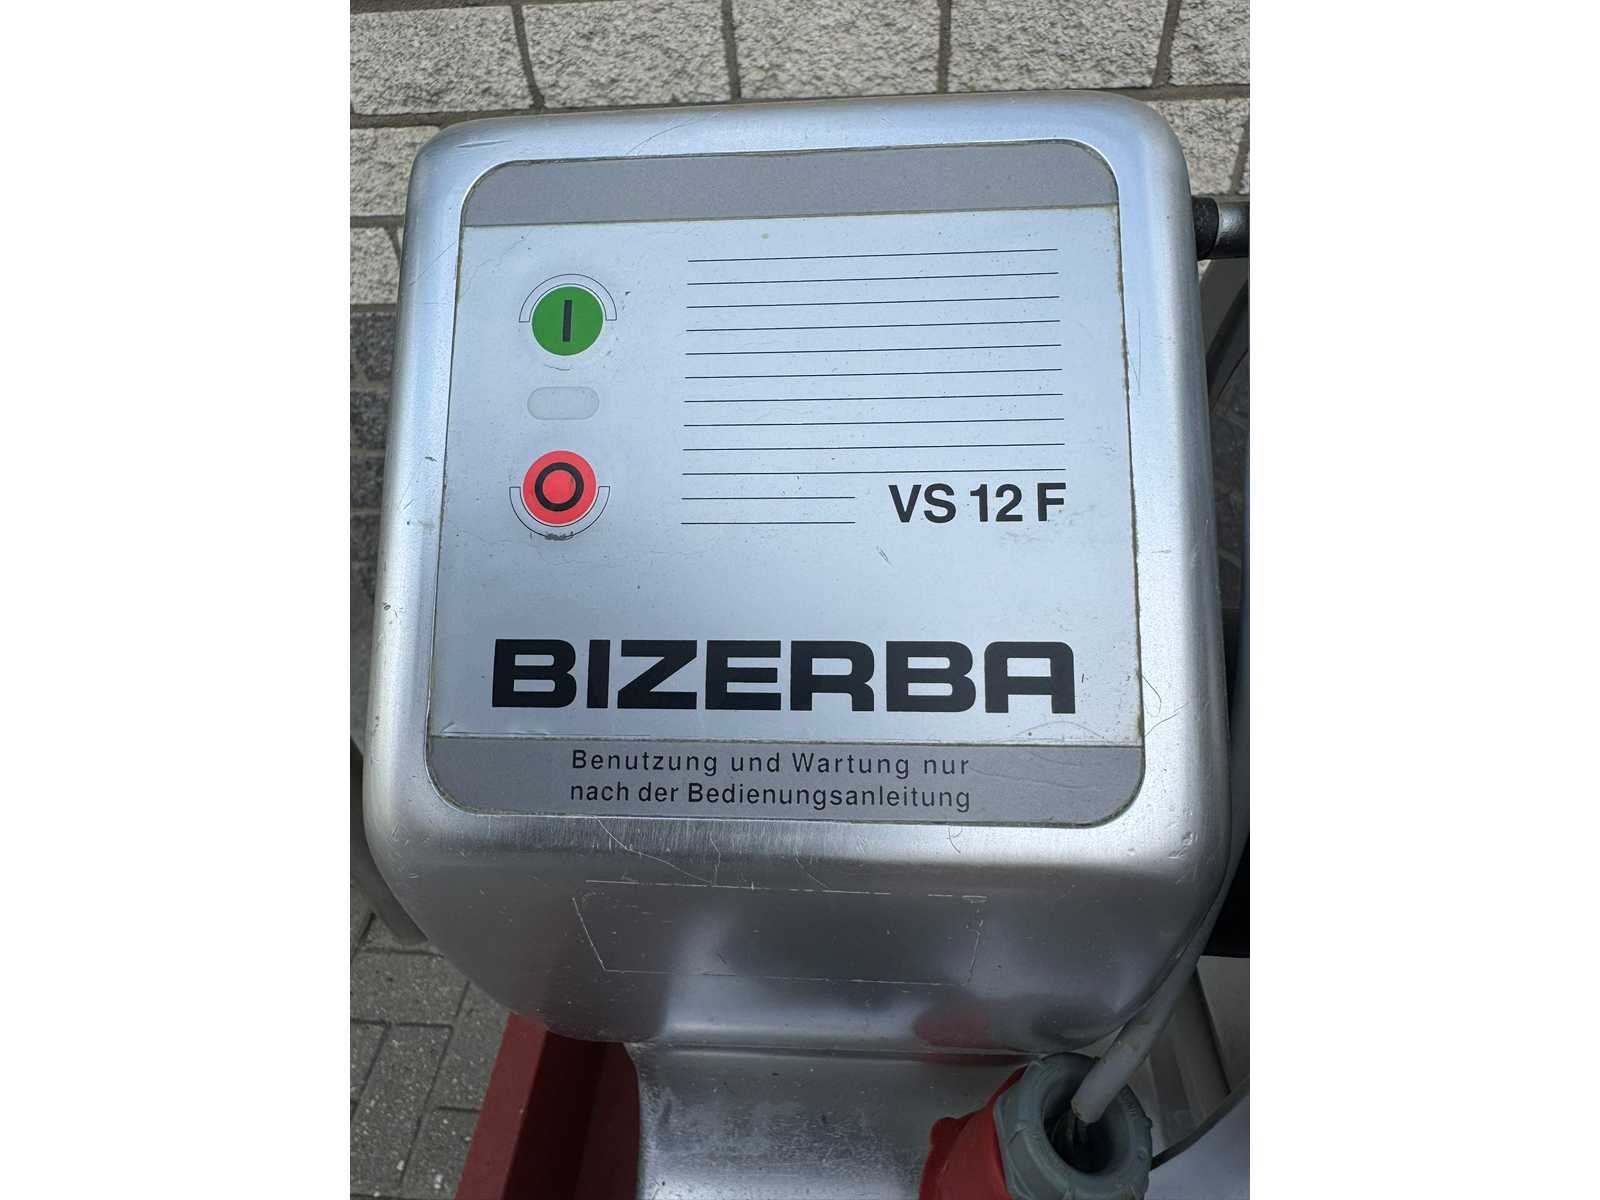 VS 12 F
BIZERBA
Benutzung und Wartung nur
nach der Bedienungsanleitung